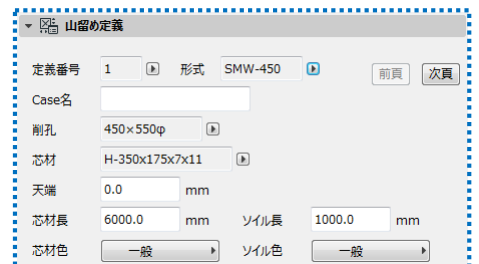 山留め定義
定義番号 1 形式 SMW-450 前頁 次頁
Case名
削孔 450×550φ
芯材 H-350x175x7x11
天端 0.0 mm
芯材長 6000.0 mm ソイル長 1000.0 mm
芯材色 一般 ソイル色 一般